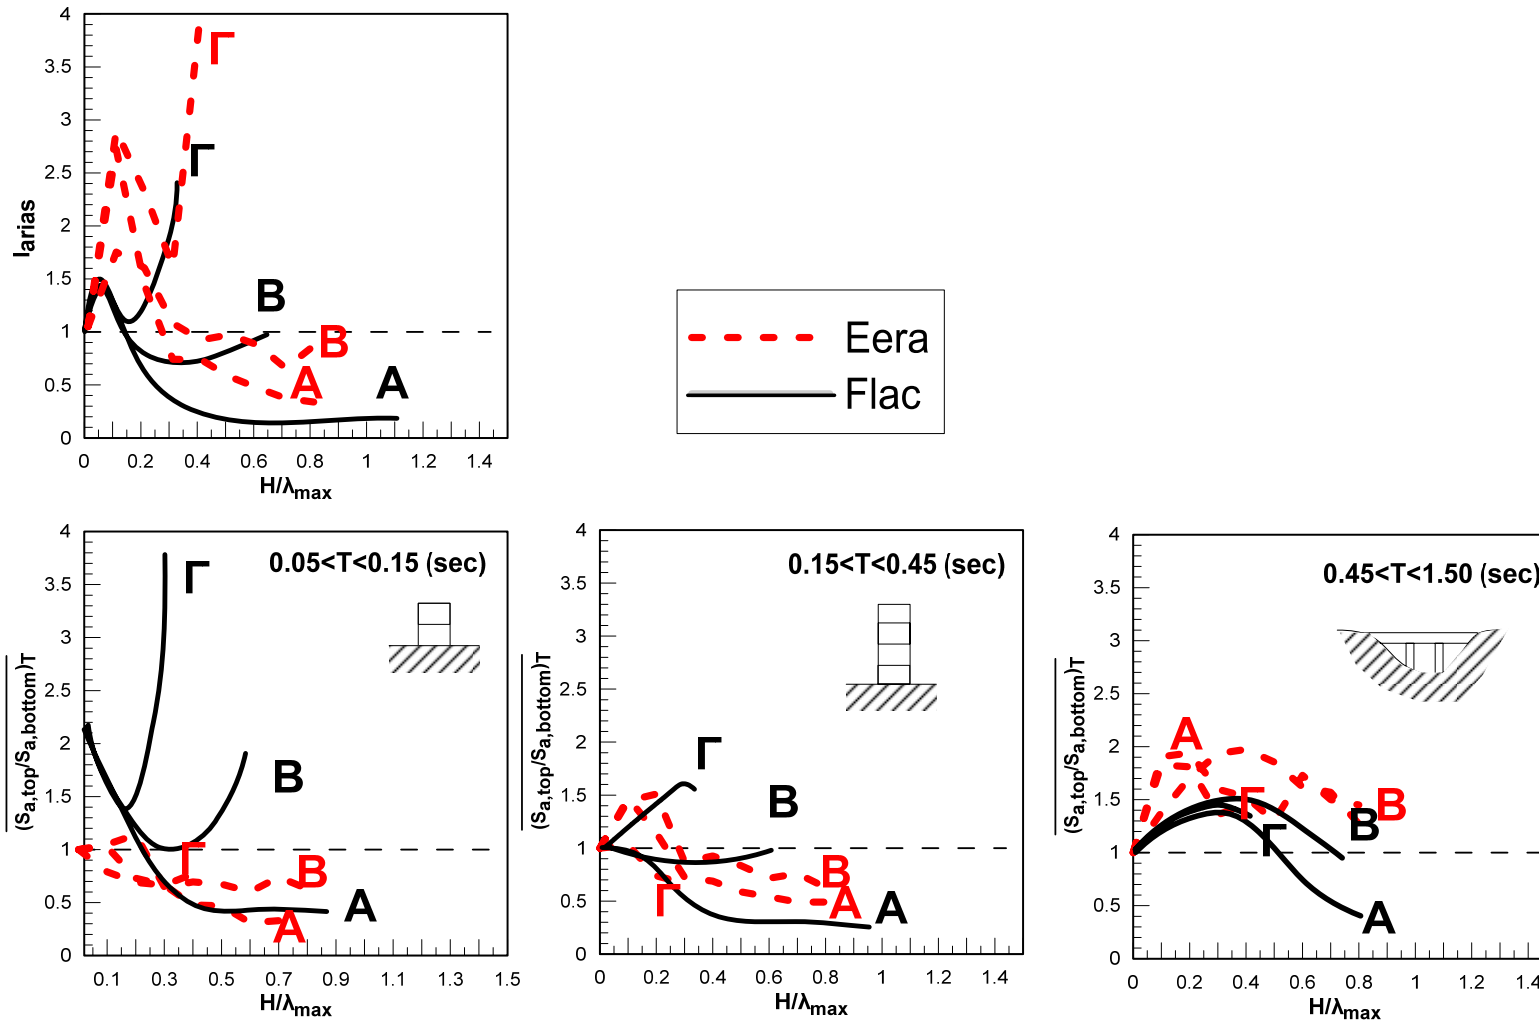 4
3.5
3
2.5
2
1.5
1
0.5
0
Iarias
Γ
Γ
B
B
A
A
0 0.2 0.4 0.6 0.8 1 1.2 1.4
H/λmax
Eera
Flac
4
3.5
3
2.5
2
1.5
1
0.5
0
(Sa,top/Sa,bottom)T
0.05<T<0.15 (sec)
Γ
B
Γ
B
A
A
0.1 0.3 0.5 0.7 0.9 1.1 1.3 1.5
H/λmax
4
3.5
3
2.5
2
1.5
1
0.5
0
(Sa,top/Sa,bottom)T
0.15<T<0.45 (sec)
Γ
B
B
Γ
A
A
0 0.2 0.4 0.6 0.8 1 1.2 1.4
H/λmax
4
3.5
3
2.5
2
1.5
1
0.5
0
(Sa,top/Sa,bottom)T
0.45<T<1.50 (sec)
A
Γ
B
B
Γ
A
0 0.2 0.4 0.6 0.8 1 1.2 1.4
H/λmax